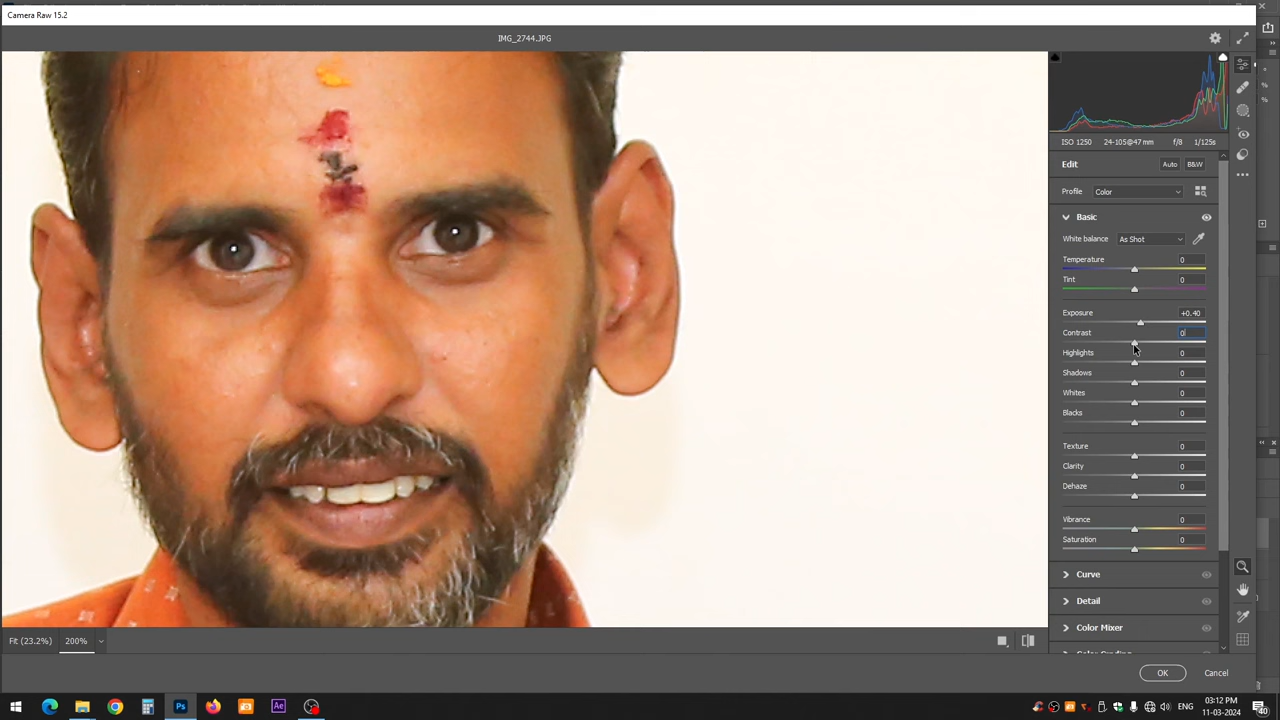 Camera Raw 15.2
IMG_2744.JPG
ISO 1250 24-105@47 mm f/8 1/125s
Edit Auto B&W
Profile Color
Basic
White balance As Shot
Temperature 0
Tint 0
Exposure +0.40
Contrast 0
Highlights 0
Shadows 0
Whites 0
Blacks 0
Texture 0
Clarity 0
Dehaze 0
Vibrance 0
Saturation 0
Curve
Detail
Color Mixer
Fit (23.2%) 200%
OK Cancel
Ps Ae ENG 03:12 PM
11-03-2024 40